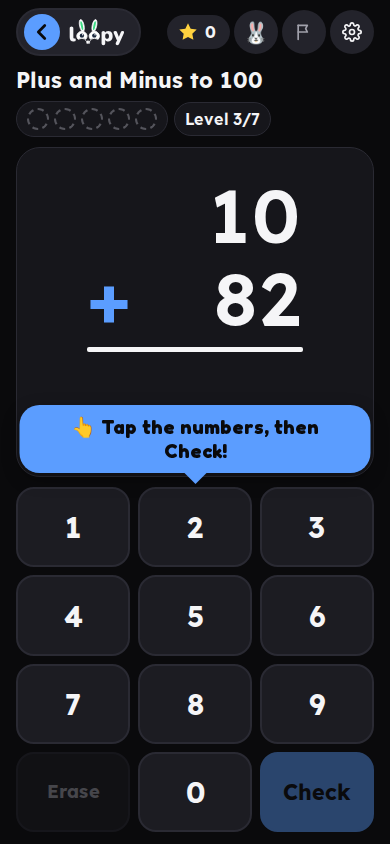 loopy
0
Plus and Minus to 100
Level 3/7
10
+ 82
👆 Tap the numbers, then
Check!
1 2 3
4 5 6
7 8 9
Erase 0 Check